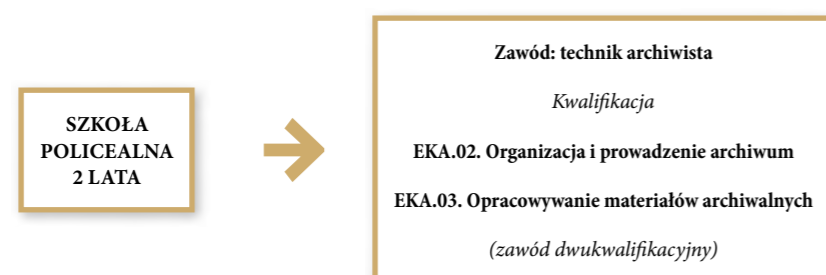 SZKOŁA
POLICEALNA
2 LATA
Zawód: technik archiwista
Kwalifikacja
EKA.02. Organizacja i prowadzenie archiwum
EKA.03. Opracowywanie materiałów archiwalnych
(zawód dwukwalifikacyjny)